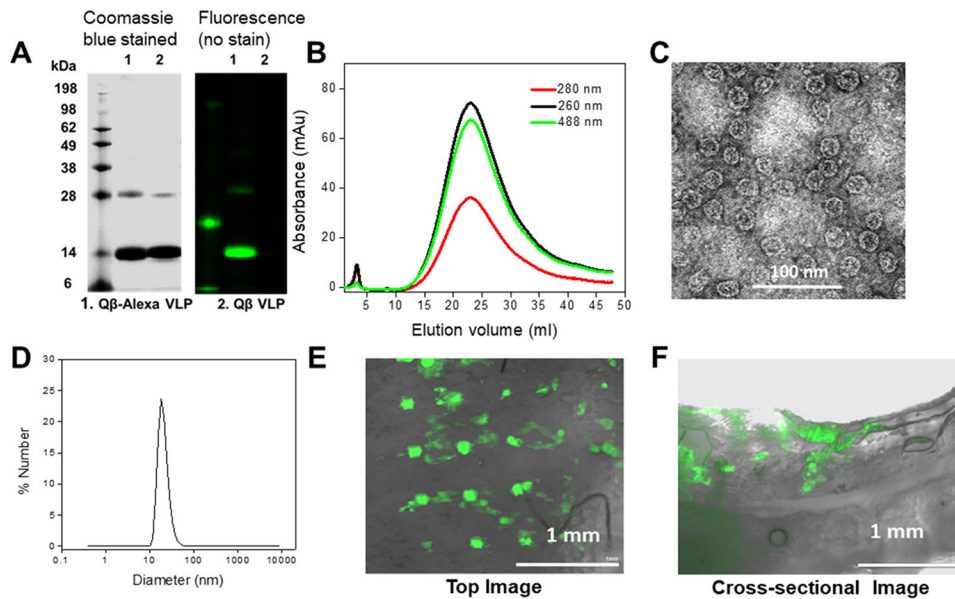 Coomassie
blue stained
Fluorescence
(no stain)
A
kDa
1 2
1 2
198
98
62
49
38
28
14
6
1. Qβ-Alexa VLP
2. Qβ VLP
B
280 nm
260 nm
488 nm
Absorbance (mAu)
80
60
40
20
0
5 10 15 20 25 30 35 40 45 50
Elution volume (ml)
C
100 nm
D
% Number
30
25
20
15
10
5
0
0.1 1 10 100 1000 10000
Diameter (nm)
E
1 mm
Top Image
F
1 mm
Cross-sectional Image